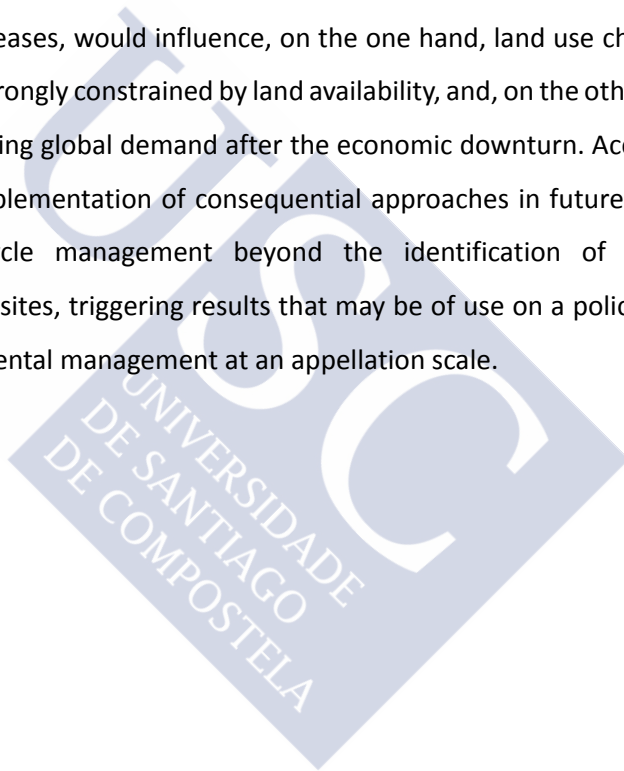 eases, would influence, on the one hand, land use ch
rongly constrained by land availability, and, on the oth
ing global demand after the economic downturn. Acc
plementation of consequential approaches in future
cle management beyond the identification of
sites, triggering results that may be of use on a polic
ental management at an appellation scale.
USC
UNIVERSIDADE
DE SANTIAGO
DE COMPOSTELA